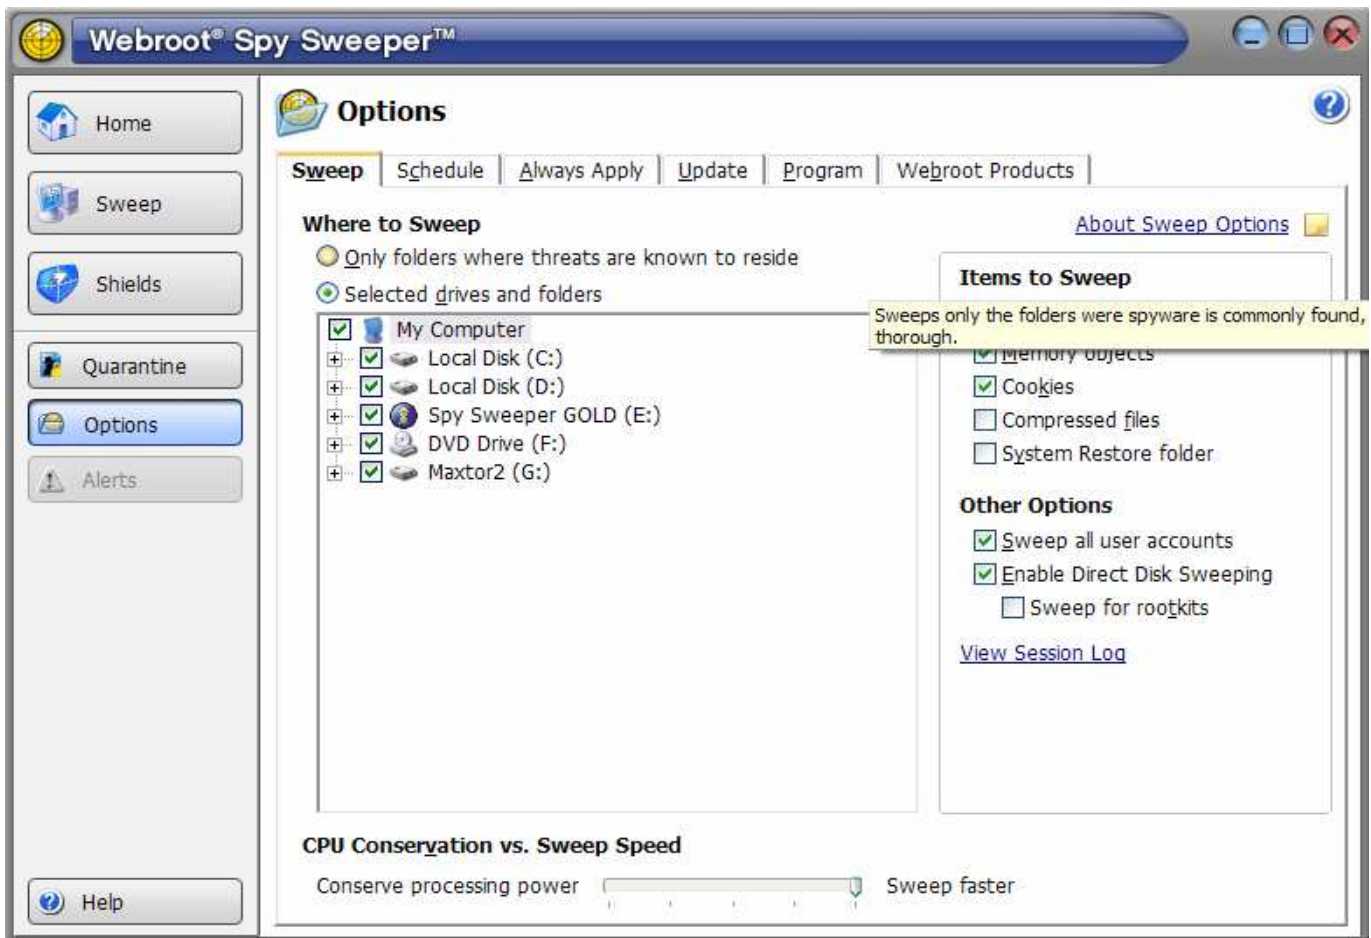 Webroot® Spy Sweeper™
Home
Sweep
Shields
Quarantine
Options
Alerts
Help
Options
Sweep
Schedule
Always Apply
Update
Program
Webroot Products
Where to Sweep
About Sweep Options
Only folders where threats are known to reside
Selected drives and folders
My Computer
Local Disk (C:)
Local Disk (D:)
Spy Sweeper GOLD (E:)
DVD Drive (F:)
Maxtor2 (G:)
Items to Sweep
Sweeps only the folders were spyware is commonly found,
thorough.
Memory objects
Cookies
Compressed files
System Restore folder
Other Options
Sweep all user accounts
Enable Direct Disk Sweeping
Sweep for rootkits
View Session Log
CPU Conservation vs. Sweep Speed
Conserve processing power
Sweep faster